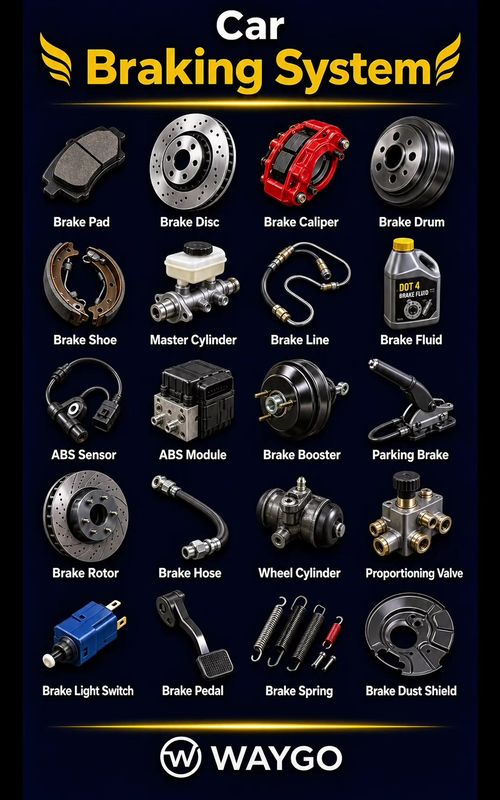 Car
Braking System
Brake Pad
Brake Disc
Brake Caliper
Brake Drum
DOT 4
BRAKE FLUID
Brake Shoe
Master Cylinder
Brake Line
Brake Fluid
ABS Sensor
ABS Module
Brake Booster
Parking Brake
Brake Rotor
Brake Hose
Wheel Cylinder
Proportioning Valve
Brake Light Switch
Brake Pedal
Brake Spring
Brake Dust Shield
WAYGO